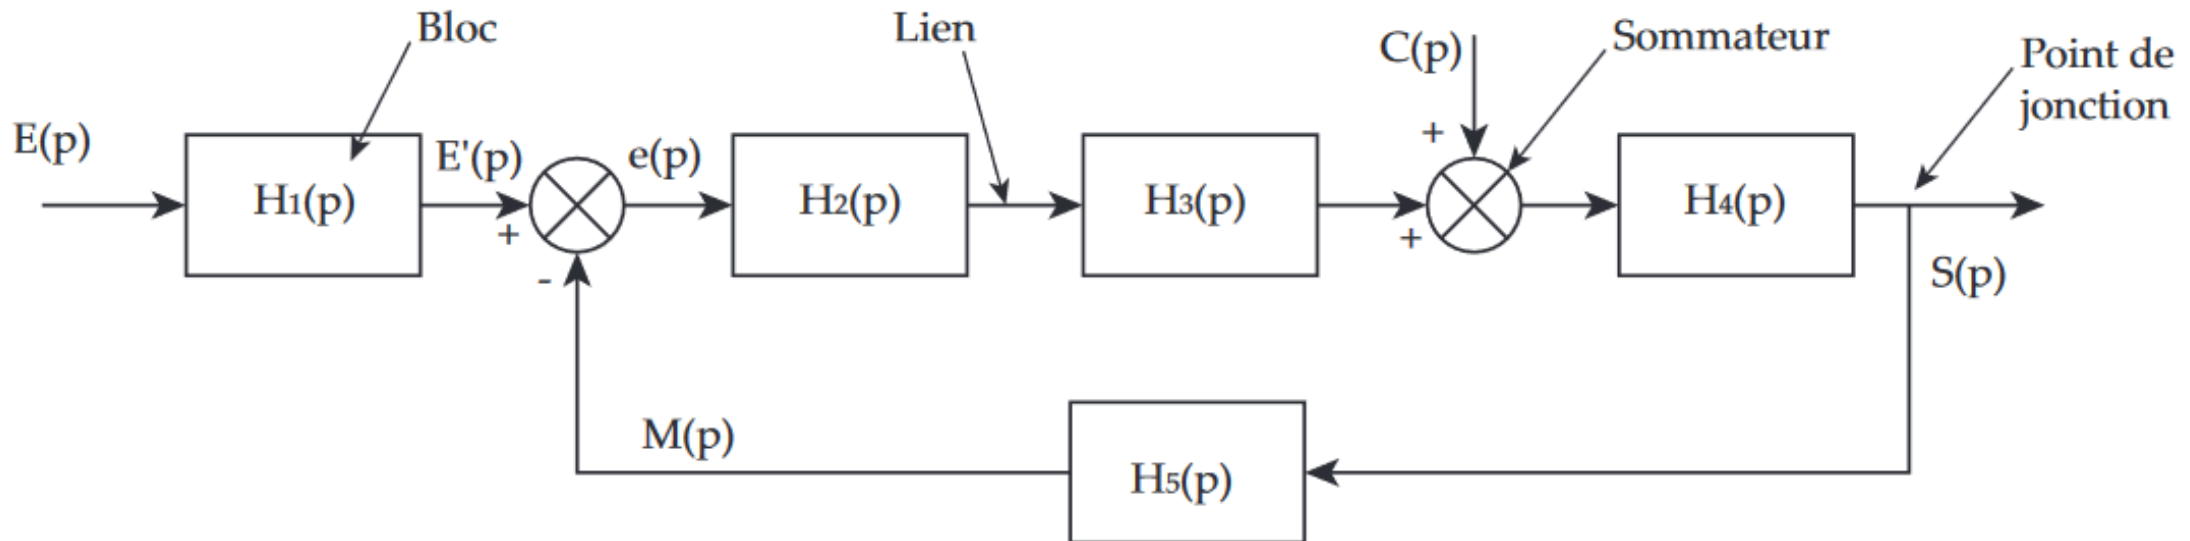 Bloc
Lien
C(p)
Sommateur
Point de
jonction
E(p)
H1(p)
E'(p)
+
-
e(p)
H2(p)
H3(p)
+
+
H4(p)
S(p)
M(p)
H5(p)